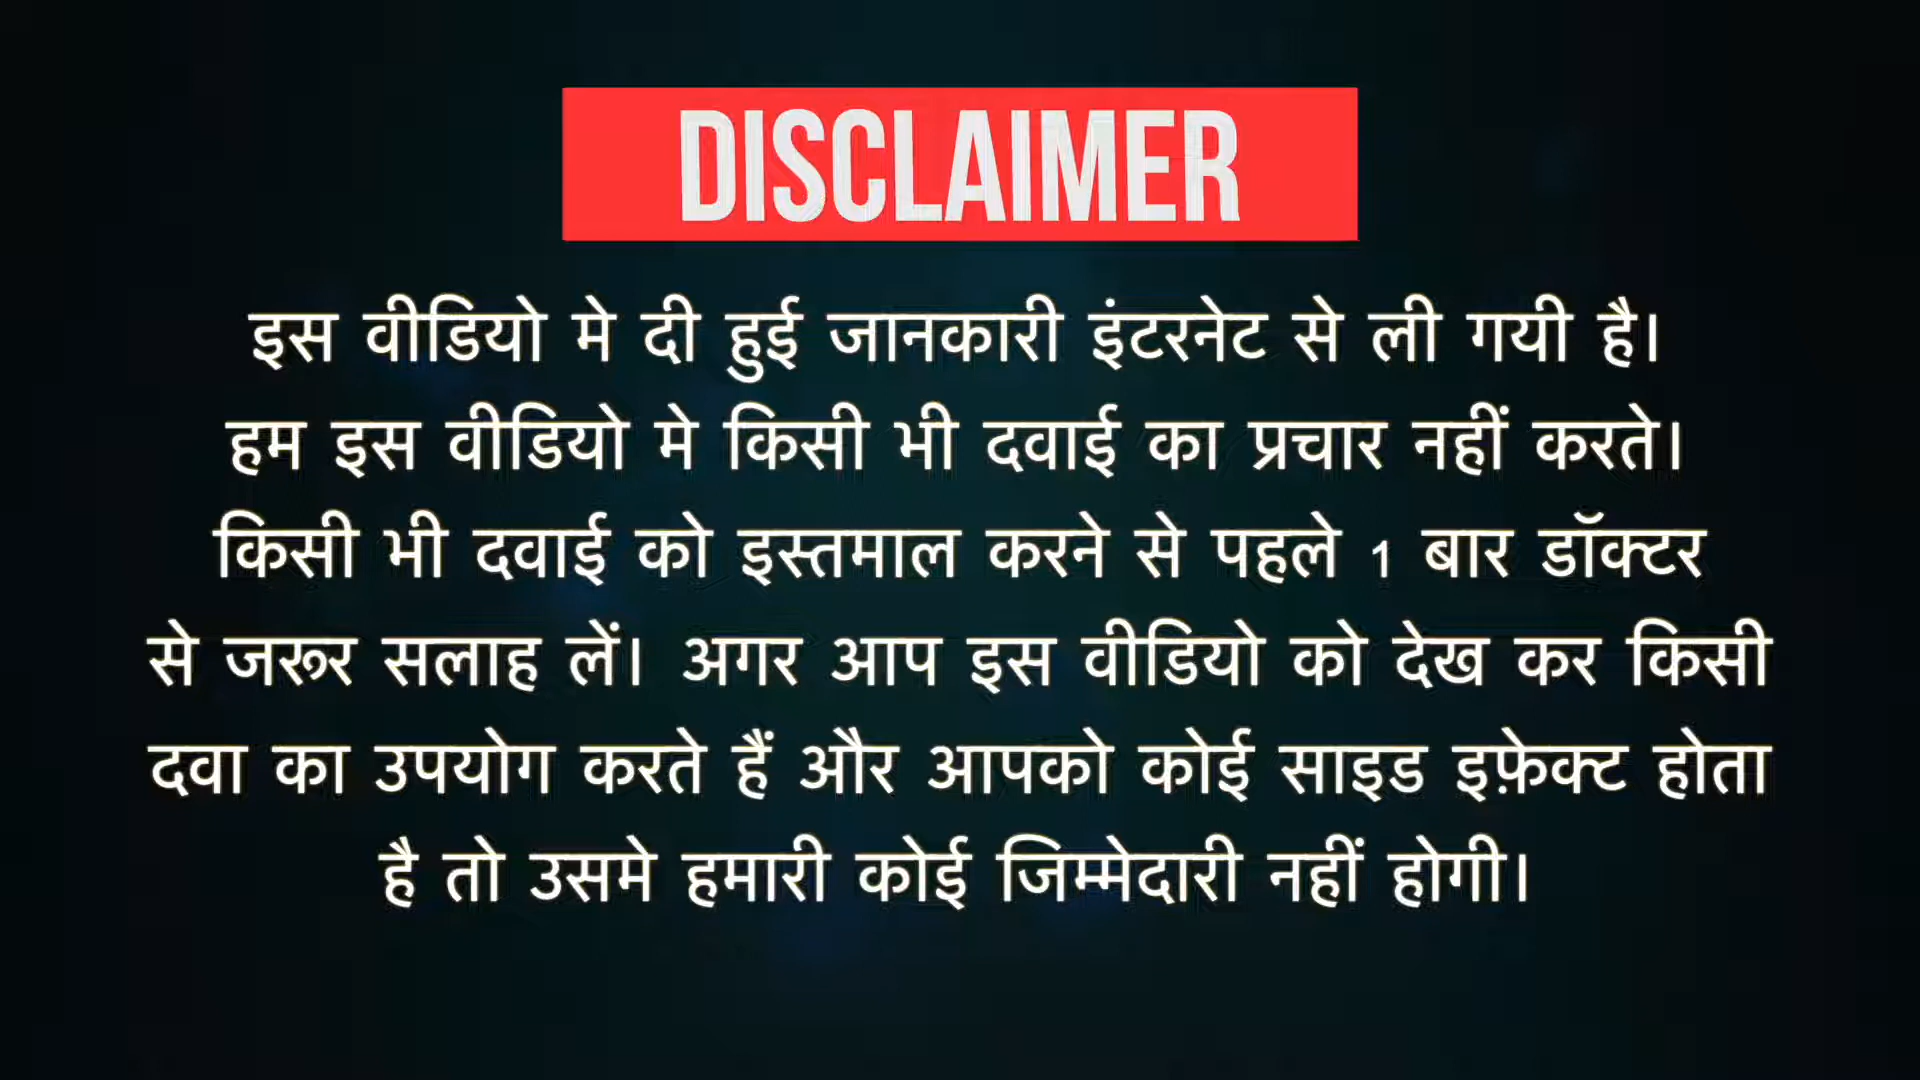 DISCLAIMER
इस वीडियो मे दी हुई जानकारी इंटरनेट से ली गयी है।
हम इस वीडियो मे किसी भी दवाई का प्रचार नहीं करते।
किसी भी दवाई को इस्तमाल करने से पहले 1 बार डॉक्टर
से जरूर सलाह लें। अगर आप इस वीडियो को देख कर किसी
दवा का उपयोग करते हैं और आपको कोई साइड इफ़ेक्ट होता
है तो उसमे हमारी कोई जिम्मेदारी नहीं होगी।